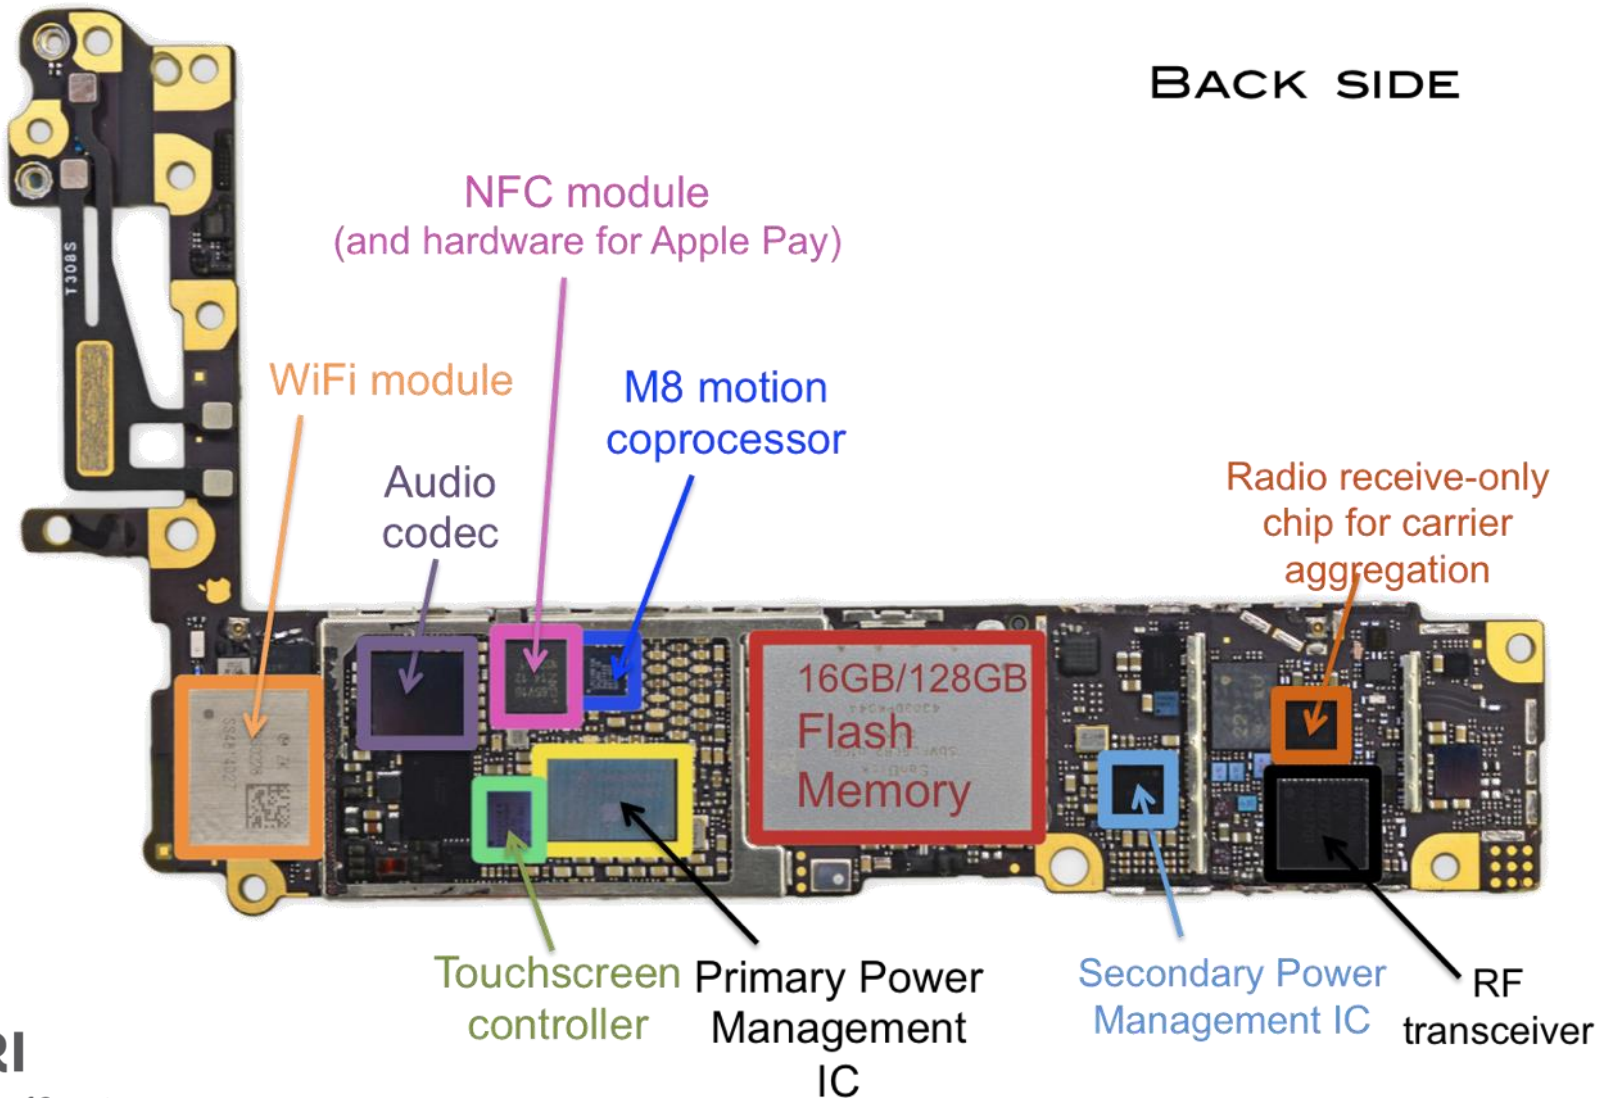 BACK SIDE
NFC module
(and hardware for Apple Pay)
T308S
WiFi module
M8 motion
coprocessor
Audio
codec
Radio receive-only
chip for carrier
aggregation
16GB/128GB
Flash
Memory
SanDisk
Touchscreen
controller
Primary Power
Management
IC
Secondary Power
Management IC
RF
transceiver
RI